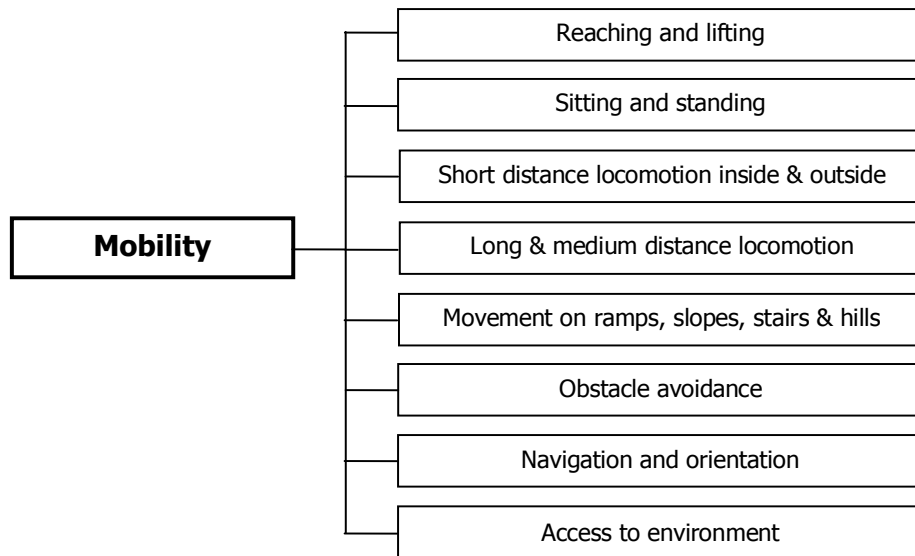 Mobility
Reaching and lifting
Sitting and standing
Short distance locomotion inside & outside
Long & medium distance locomotion
Movement on ramps, slopes, stairs & hills
Obstacle avoidance
Navigation and orientation
Access to environment